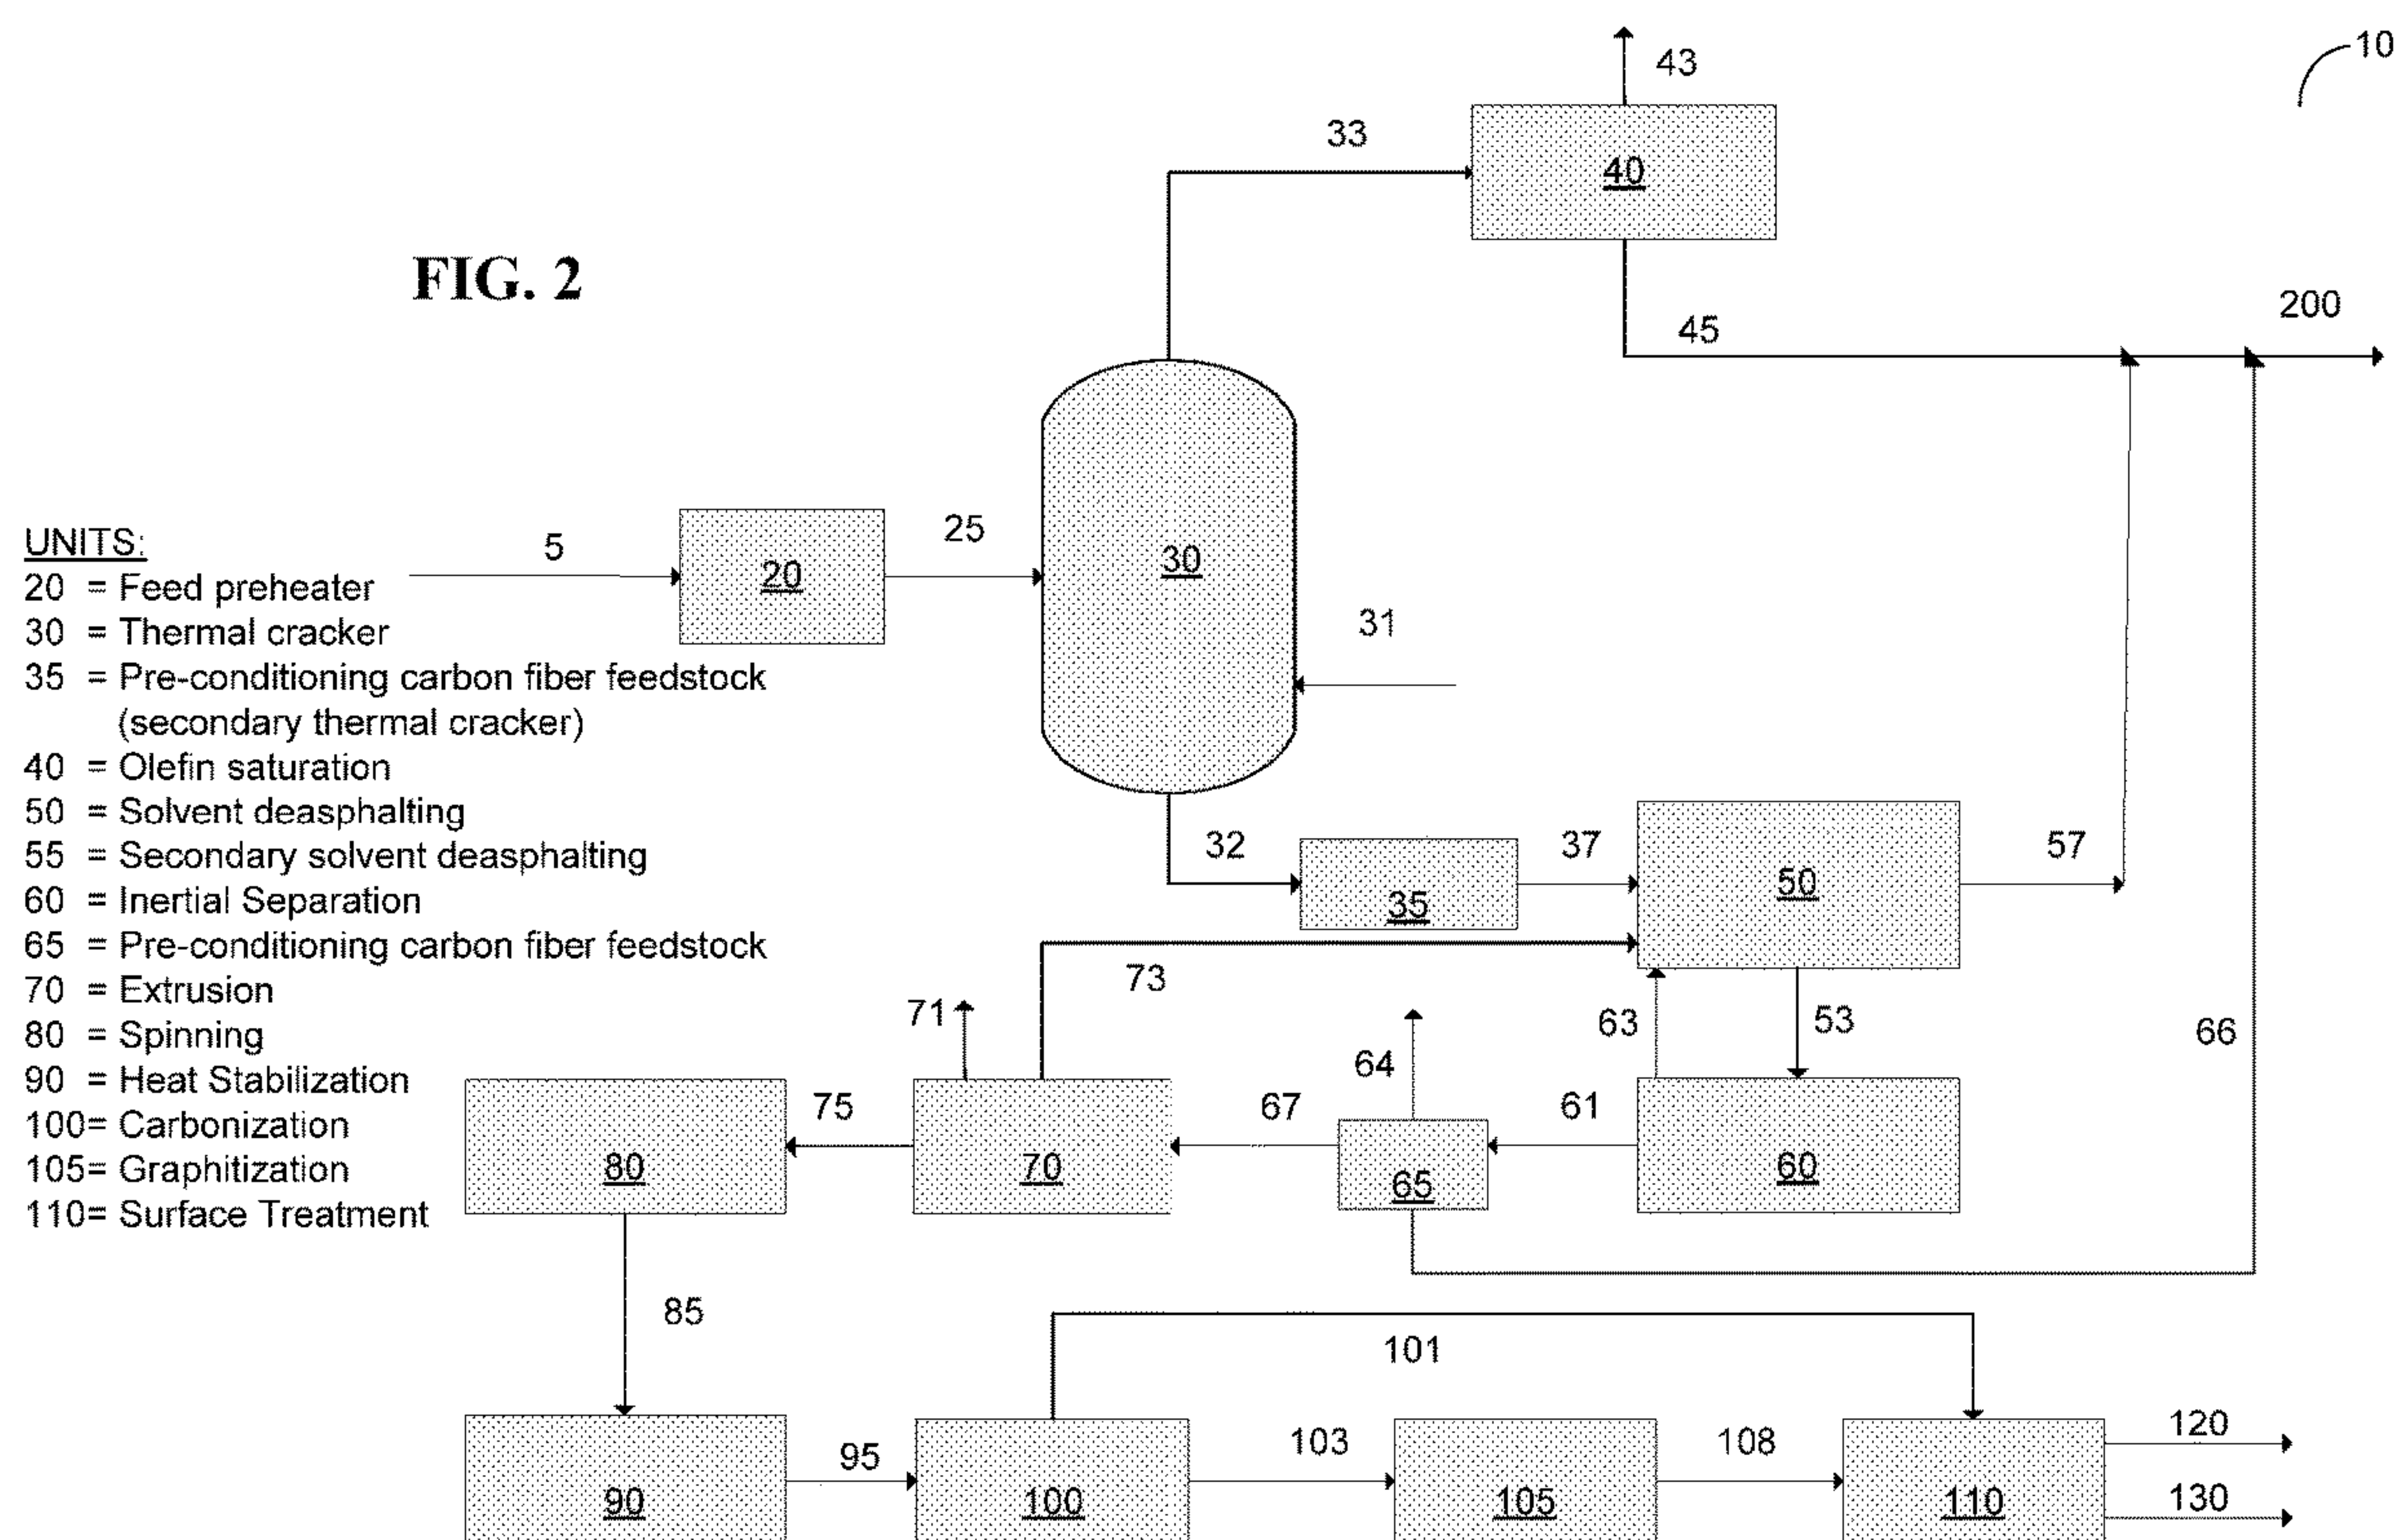 43
10
33
40
FIG. 2
200
45
UNITS:
20 = Feed preheater
30 = Thermal cracker
35 = Pre-conditioning carbon fiber feedstock
(secondary thermal cracker)
40 = Olefin saturation
50 = Solvent deasphalting
55 = Secondary solvent deasphalting
60 = Inertial Separation
65 = Pre-conditioning carbon fiber feedstock
70 = Extrusion
80 = Spinning
90 = Heat Stabilization
100= Carbonization
105= Graphitization
110= Surface Treatment
5
20
25
30
31
32
35
37
50
57
73
71
64
63
53
66
80
75
70
67
65
61
60
85
101
90
95
100
103
105
108
110
120
130